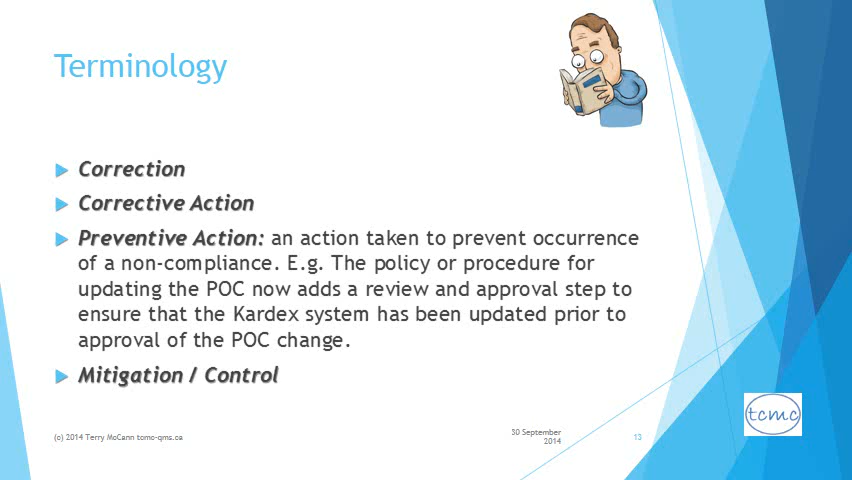 Terminology
Correction
Corrective Action
Preventive Action: an action taken to prevent occurrence
of a non-compliance. E.g. The policy or procedure for
updating the POC now adds a review and approval step to
ensure that the Kardex system has been updated prior to
approval of the POC change.
Mitigation / Control
tcmc
(c) 2014 Terry McCann tcmc-qms.ca
30 September
2014
13